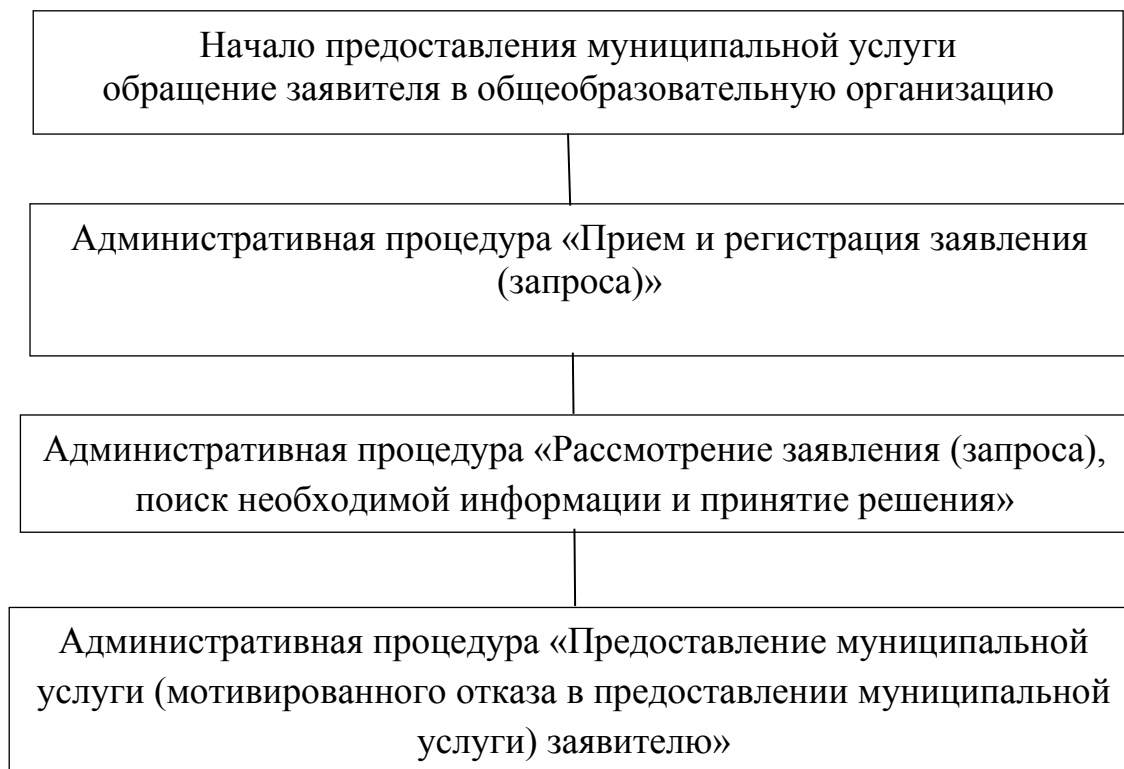 Начало предоставления муниципальной услуги
обращение заявителя в общеобразовательную организацию
Административная процедура «Прием и регистрация заявления
(запроса)»
Административная процедура «Рассмотрение заявления (запроса),
поиск необходимой информации и принятие решения»
Административная процедура «Предоставление муниципальной
услуги (мотивированного отказа в предоставлении муниципальной
услуги) заявителю»